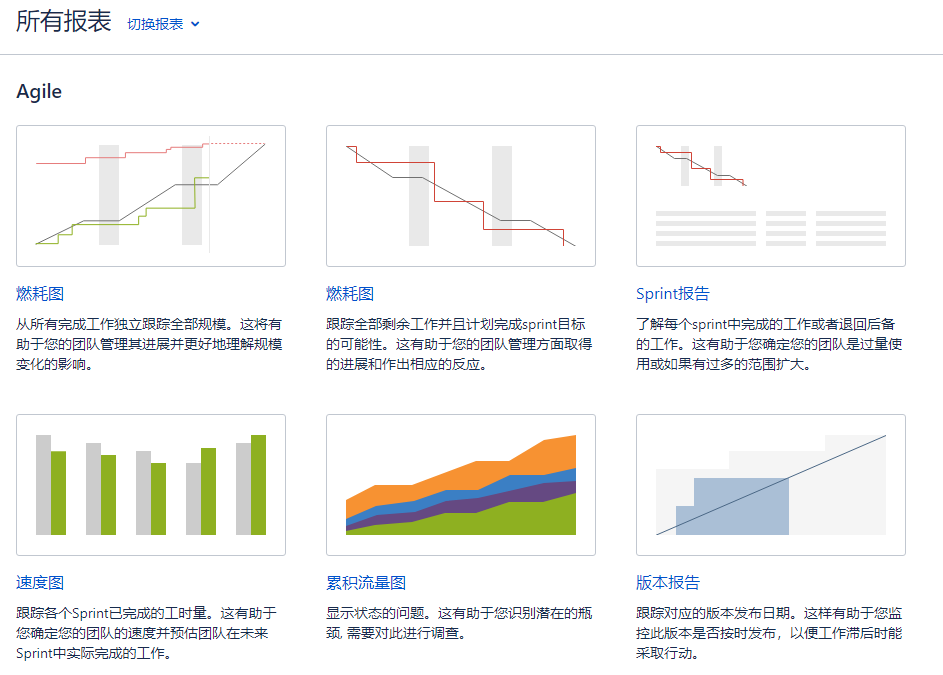 所有报表 切换报表
Agile
燃耗图
从所有完成工作独立跟踪全部规模。这将有
助于您的团队管理其进展并更好地理解规模
变化的影响。
燃耗图
跟踪全部剩余工作并且计划完成sprint目标
的可能性。这有助于您的团队管理方面取得
的进展和作出相应的反应。
Sprint报告
了解每个sprint中完成的工作或者退回后备
的工作。这有助于您确定您的团队是过量使
用或如果有过多的范围扩大。
速度图
跟踪各个Sprint已完成的工时量。这有助于
您确定您的团队的速度并预估团队在未来
Sprint中实际完成的工作。
累积流量图
显示状态的问题。这有助于您识别潜在的瓶
颈, 需要对此进行调查。
版本报告
跟踪对应的版本发布日期。这样有助于您监
控此版本是否按时发布，以便工作滞后时能
采取行动。